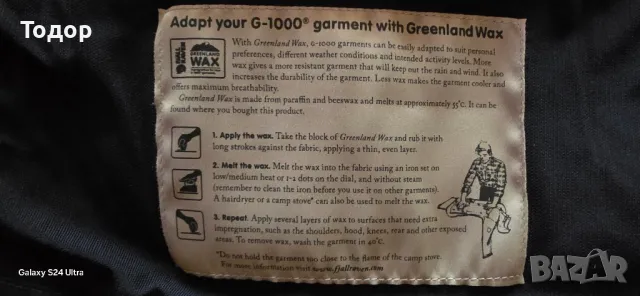 Тодор
Adapt your G-1000® garment with Greenland Wax
FJÄLL
RÄVEN
GREENLAND
WAX
With Greenland Wax, G-1000 garments can be easily adapted to suit personal
preferences, different weather conditions and intended activity levels. More
wax gives a more resistant garment that will keep out the rain and wind. It also
increases the durability of the garment. Less wax makes the garment cooler and
offers maximum breathability.
Greenland Wax is made from paraffin and beeswax and melts at approximately 55°C. It can be
found where you bought this product.
1. Apply the wax. Take the block of Greenland Wax and rub it with
long strokes against the fabric, applying a thin, even layer.
2. Melt the wax. Melt the wax into the fabric using an iron set on
low/medium heat or 1-2 dots on the dial, and without steam
(remember to clean the iron before you use it on other garments).
A hairdryer or a camp stove* can also be used to melt the wax.
3. Repeat. Apply several layers of wax to surfaces that need extra
impregnation, such as the shoulders, hood, knees, rear and other exposed
areas. To remove wax, wash the garment in 40°C.
*Do not hold the garment too close to the flame of the camp stove.
For more information visit www.fjallraven.com
Galaxy S24 Ultra
BAZAR.BG